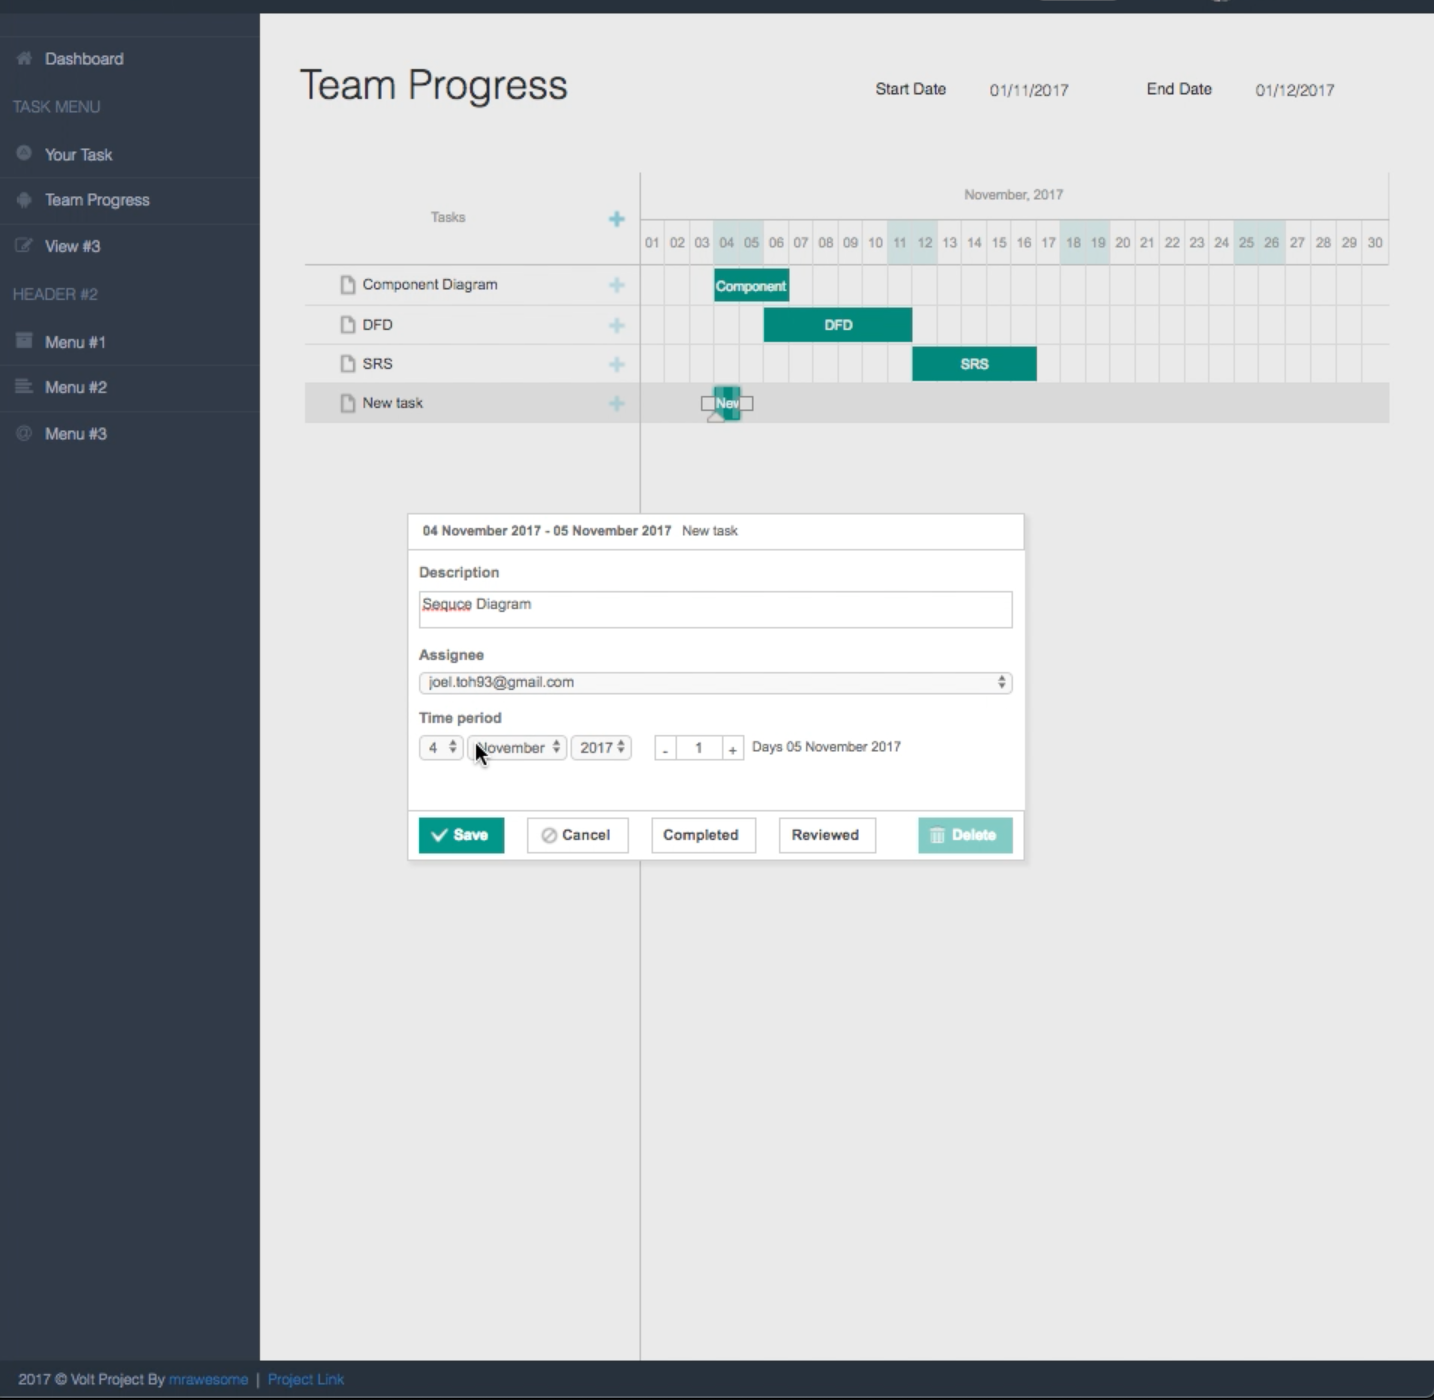 Dashboard
TASK MENU
Your Task
Team Progress
View #3
HEADER #2
Menu #1
Menu #2
Menu #3
Team Progress
Start Date 01/11/2017 End Date 01/12/2017
November, 2017
Tasks
01 02 03 04 05 06 07 08 09 10 11 12 13 14 15 16 17 18 19 20 21 22 23 24 25 26 27 28 29 30
Component Diagram Component
DFD DFD
SRS SRS
New task New
04 November 2017 - 05 November 2017 New task
Description
Sequce Diagram
Assignee
joel.toh93@gmail.com
Time period
4 November 2017 - 1 + Days 05 November 2017
Save Cancel Completed Reviewed Delete
2017 © Volt Project By mrawesome | Project Link